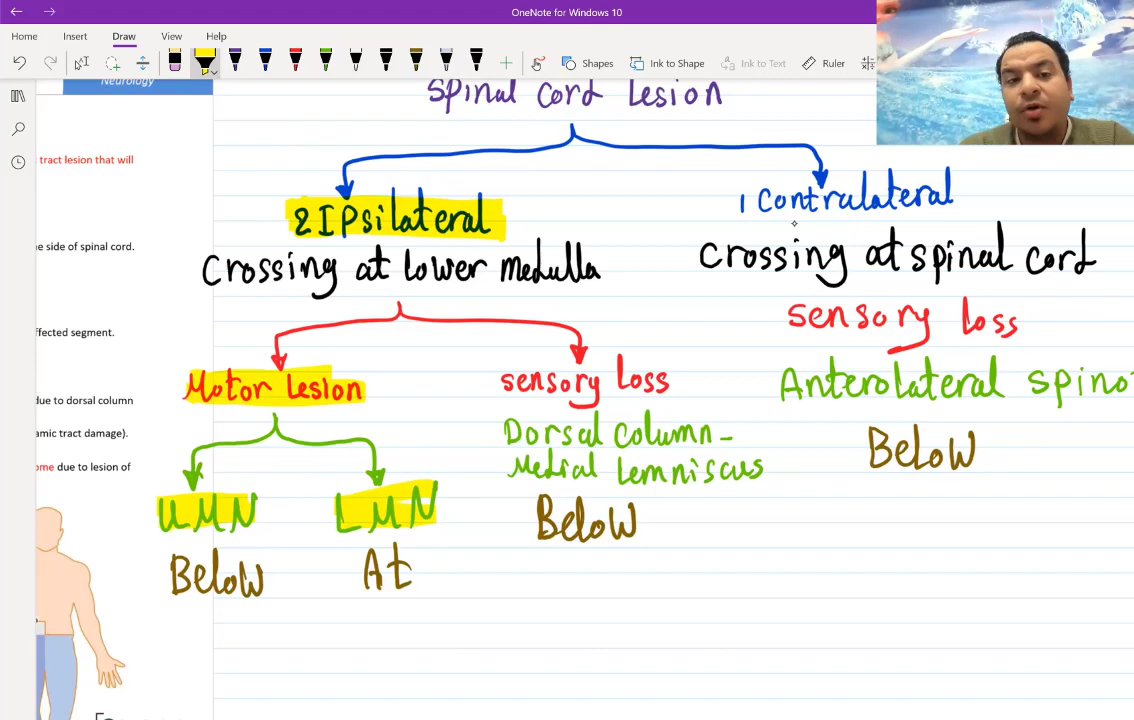 OneNote for Windows 10
Home Insert Draw View Help
Shapes Ink to Shape Ink to Text Ruler
Neurology
tract lesion that will
e side of spinal cord.
ffected segment.
due to dorsal column
amic tract damage).
ome due to lesion of
Spinal Cord Lesion
2 Ipsilateral
Crossing at lower medulla
Motor Lesion
UMN
Below
LMN
At
sensory Loss
Dorsal Column-
Medial lemniscus
Below
1 Contralateral
Crossing at spinal cord
sensory loss
Anterolateral spino
Below